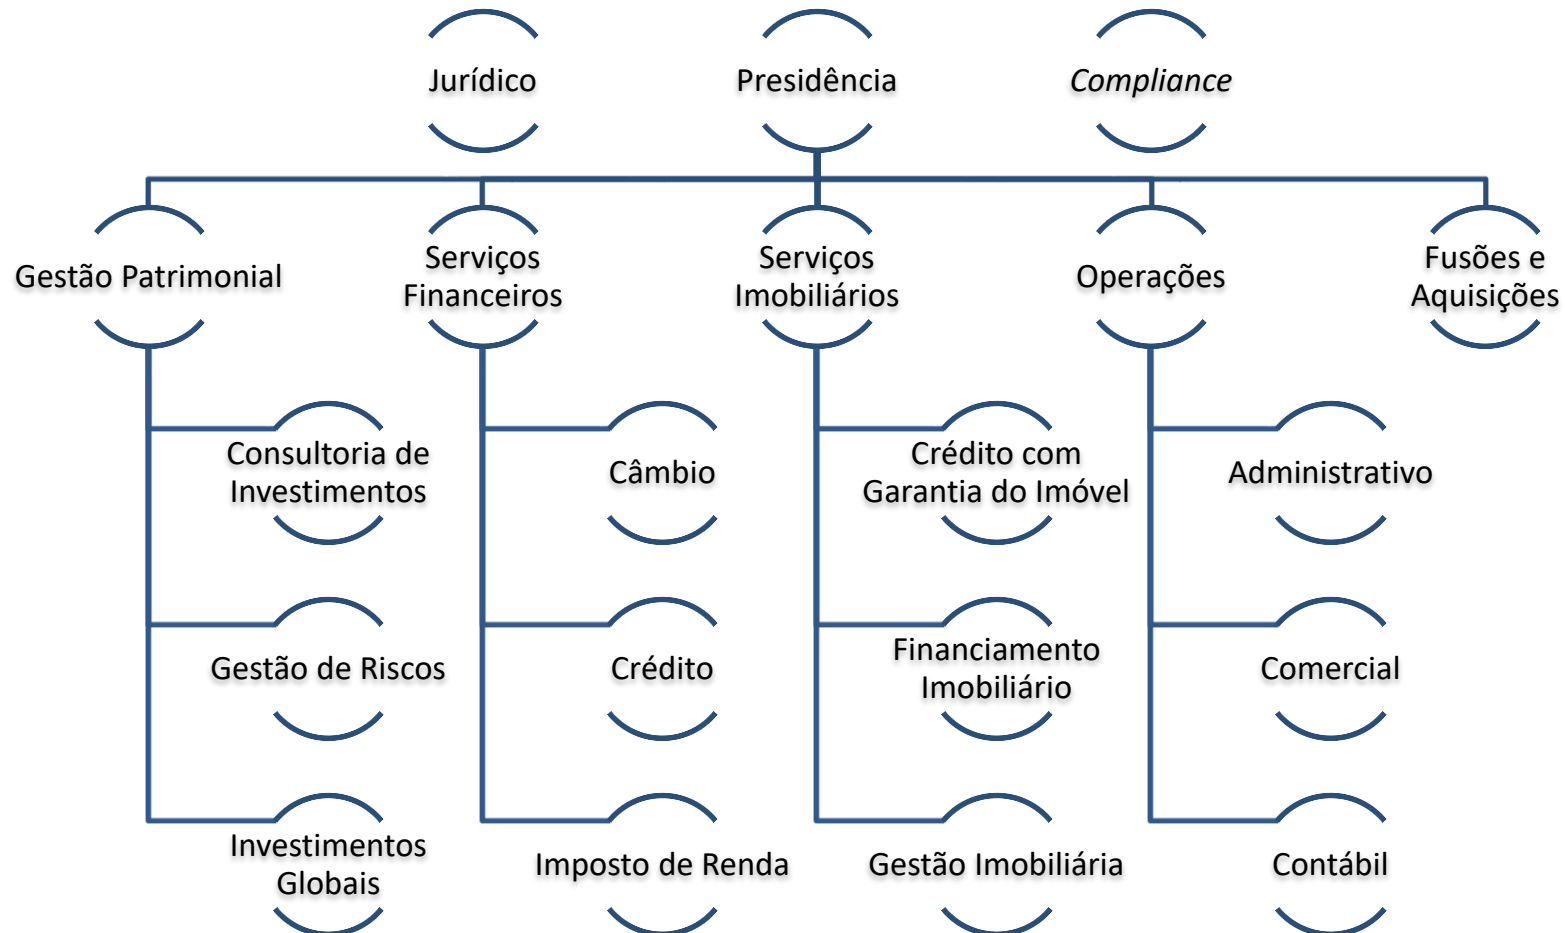 Jurídico
Presidência
Compliance
Gestão Patrimonial
Serviços
Financeiros
Serviços
Imobiliários
Operações
Fusões e
Aquisições
Consultoria de
Investimentos
Câmbio
Crédito com
Garantia do Imóvel
Administrativo
Gestão de Riscos
Crédito
Financiamento
Imobiliário
Comercial
Investimentos
Globais
Imposto de Renda
Gestão Imobiliária
Contábil